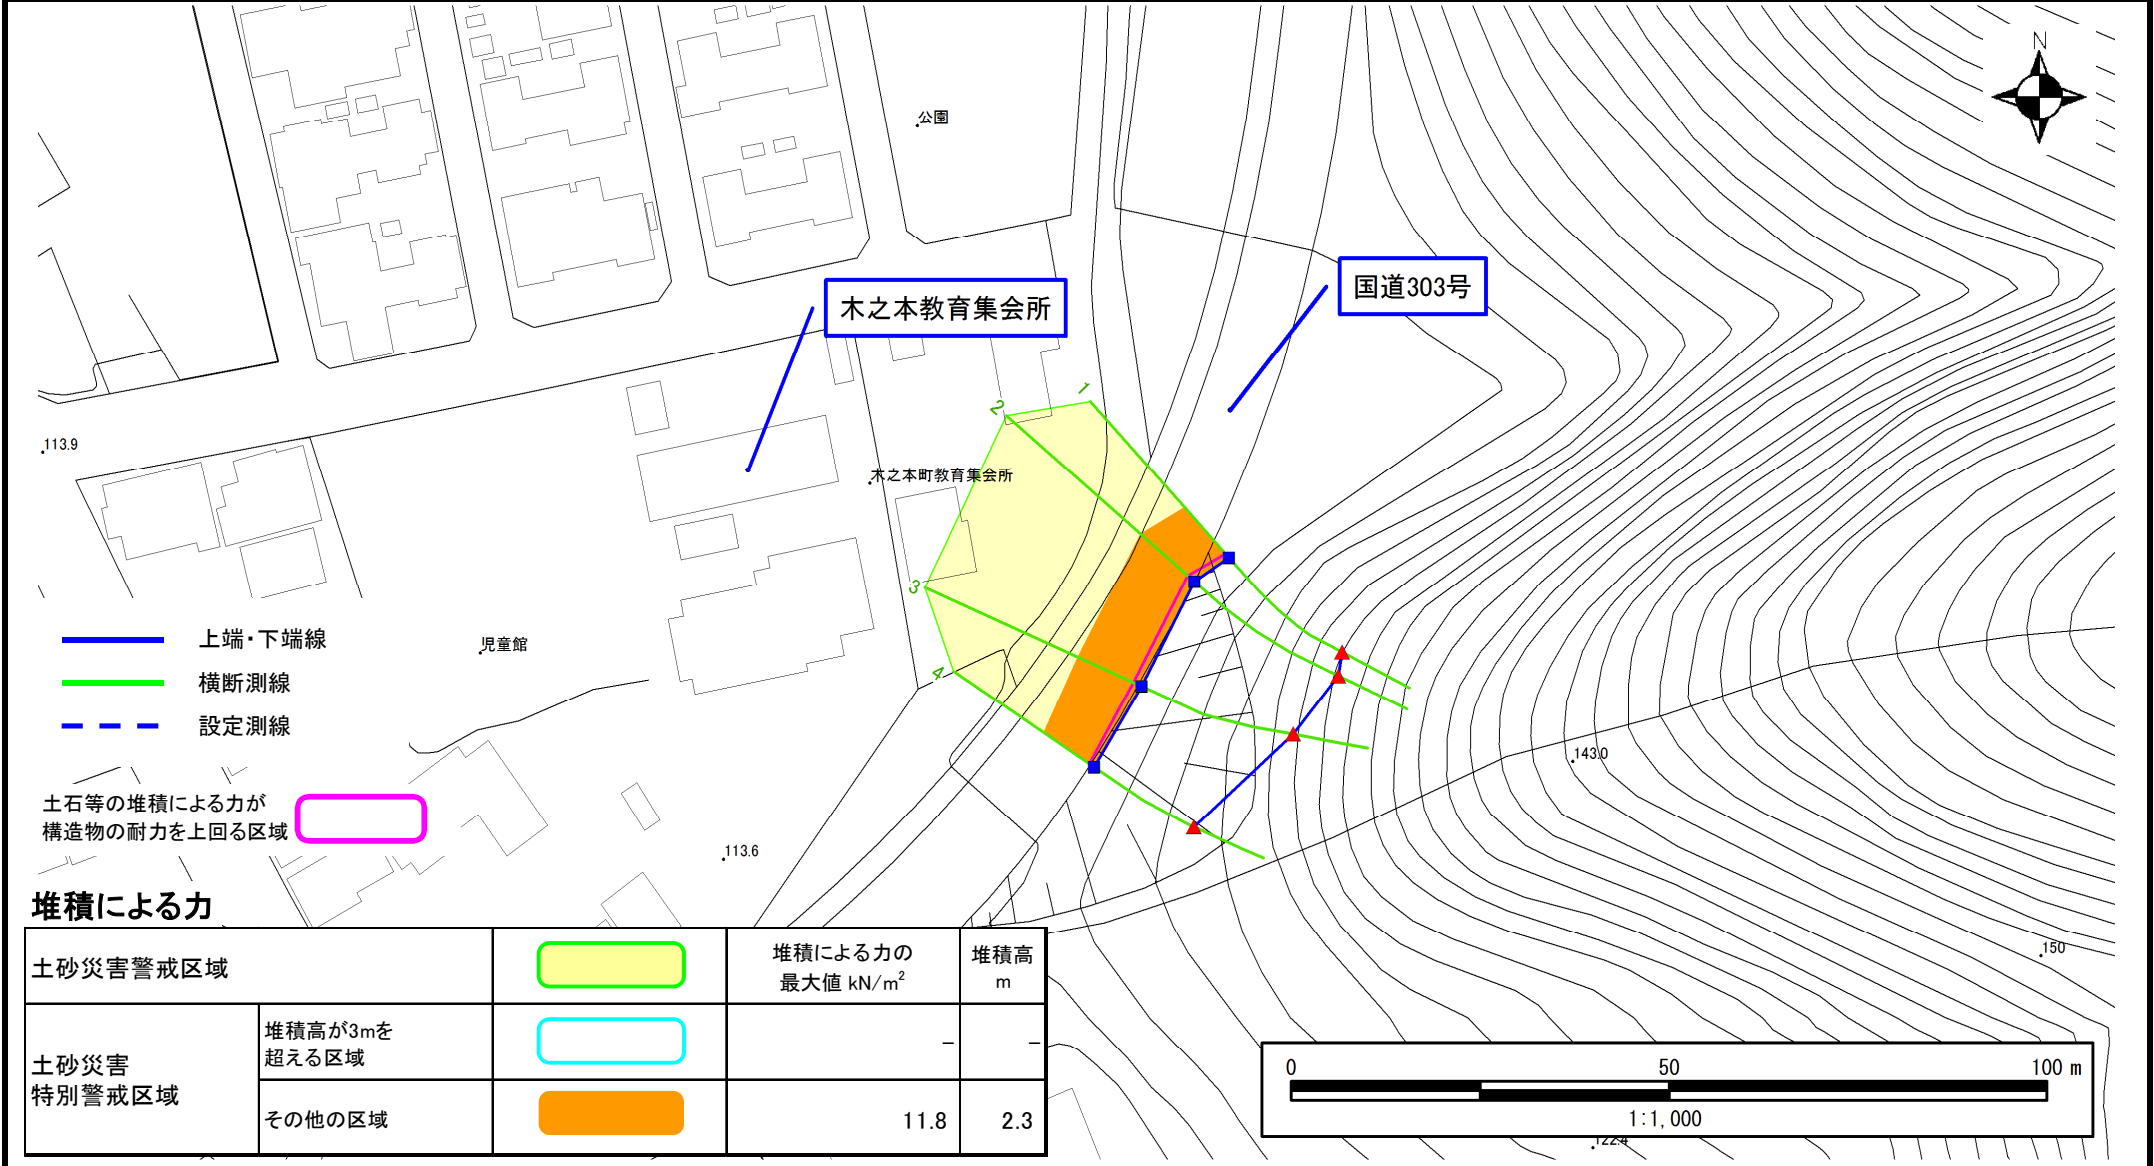 N
公園
国道303号
木之本教育集会所
1
2
113.9
木之本町教育集会所
3
上端・下端線
児童館
4
横断測線
設定測線
143.0
土石等の堆積による力が
構造物の耐力を上回る区域
113.6
堆積による力
土砂災害警戒区域
堆積による力の
最大値 kN/m²
堆積高
m
150
土砂災害
特別警戒区域
堆積高が3mを
超える区域
－
－
その他の区域
11.8
2.3
0 50 100 m
1:1,000
122.4